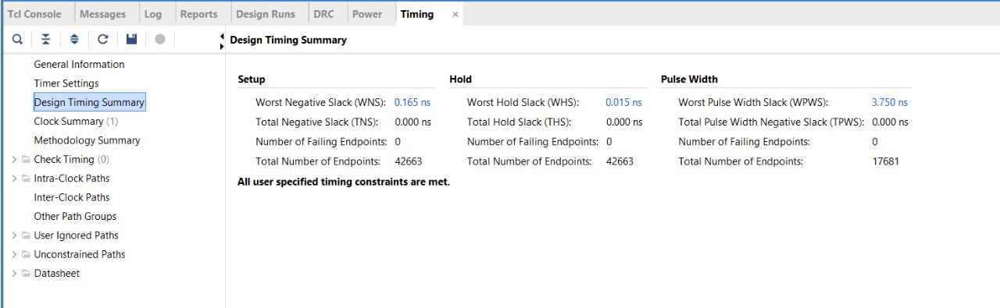 Tcl Console Messages Log Reports Design Runs DRC Power Timing ×
Design Timing Summary
General Information
Timer Settings
Design Timing Summary
Clock Summary (1)
Methodology Summary
Check Timing (0)
Intra-Clock Paths
Inter-Clock Paths
Other Path Groups
User Ignored Paths
Unconstrained Paths
Datasheet
Setup
Worst Negative Slack (WNS): 0.165 ns
Total Negative Slack (TNS): 0.000 ns
Number of Failing Endpoints: 0
Total Number of Endpoints: 42663
Hold
Worst Hold Slack (WHS): 0.015 ns
Total Hold Slack (THS): 0.000 ns
Number of Failing Endpoints: 0
Total Number of Endpoints: 42663
Pulse Width
Worst Pulse Width Slack (WPWS): 3.750 ns
Total Pulse Width Negative Slack (TPWS): 0.000 ns
Number of Failing Endpoints: 0
Total Number of Endpoints: 17681
All user specified timing constraints are met.